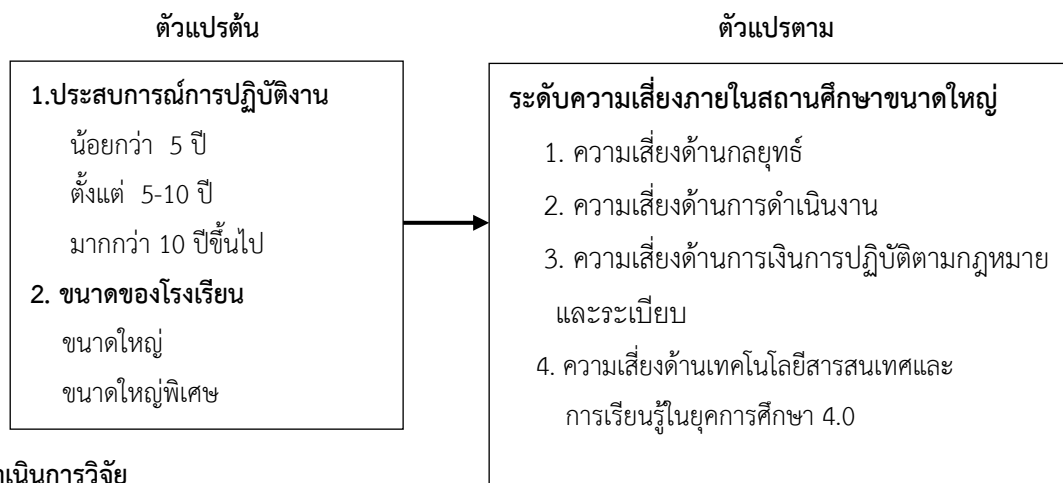 ตัวแปรต้น
ตัวแปรตาม
1.ประสบการณ์การปฏิบัติงาน
น้อยกว่า 5 ปี
ตั้งแต่ 5-10 ปี
มากกว่า 10 ปีขึ้นไป
2. ขนาดของโรงเรียน
ขนาดใหญ่
ขนาดใหญ่พิเศษ
ระดับความเสี่ยงภายในสถานศึกษาขนาดใหญ่
1. ความเสี่ยงด้านกลยุทธ์
2. ความเสี่ยงด้านการดำเนินงาน
3. ความเสี่ยงด้านการเงินการปฏิบัติตามกฎหมาย
และระเบียบ
4. ความเสี่ยงด้านเทคโนโลยีสารสนเทศและ
การเรียนรู้ในยุคการศึกษา 4.0
เนินการวิจัย